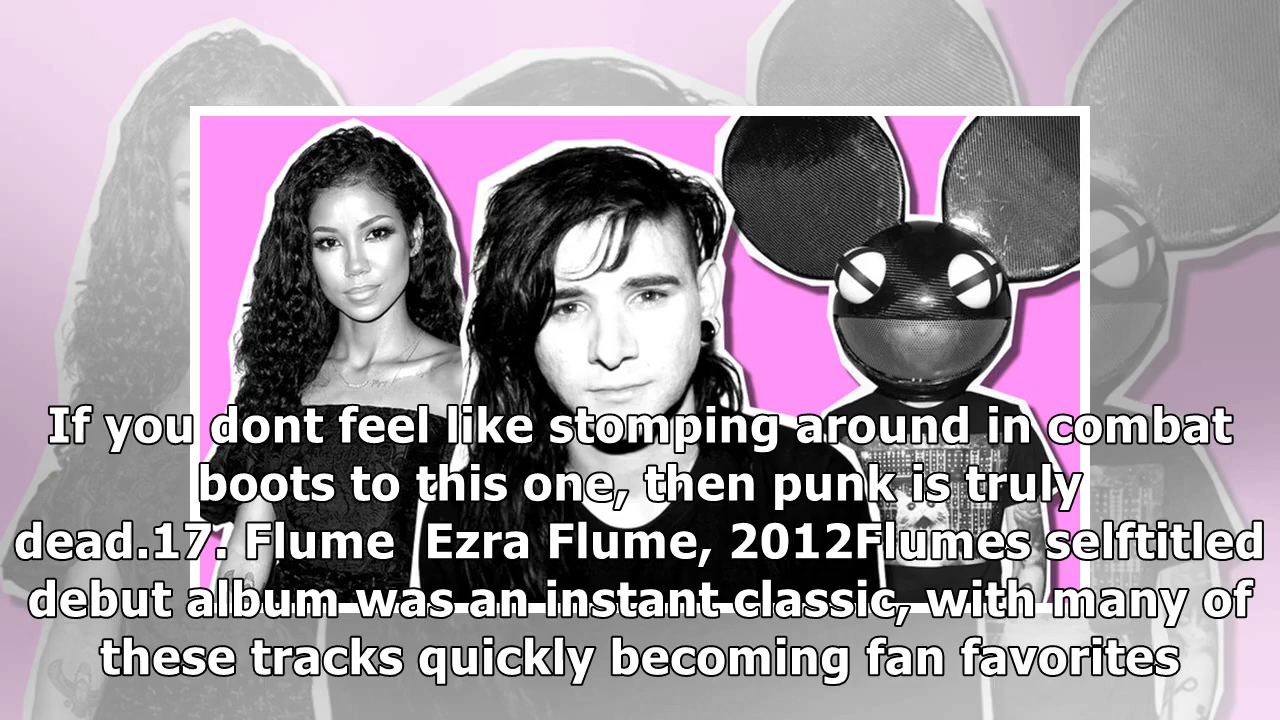 If you dont feel like stomping around in combat
boots to this one, then punk is truly
dead.17. Flume  Ezra Flume, 2012Flumes selftitled
debut album was an instant classic, with many of
these tracks quickly becoming fan favorites